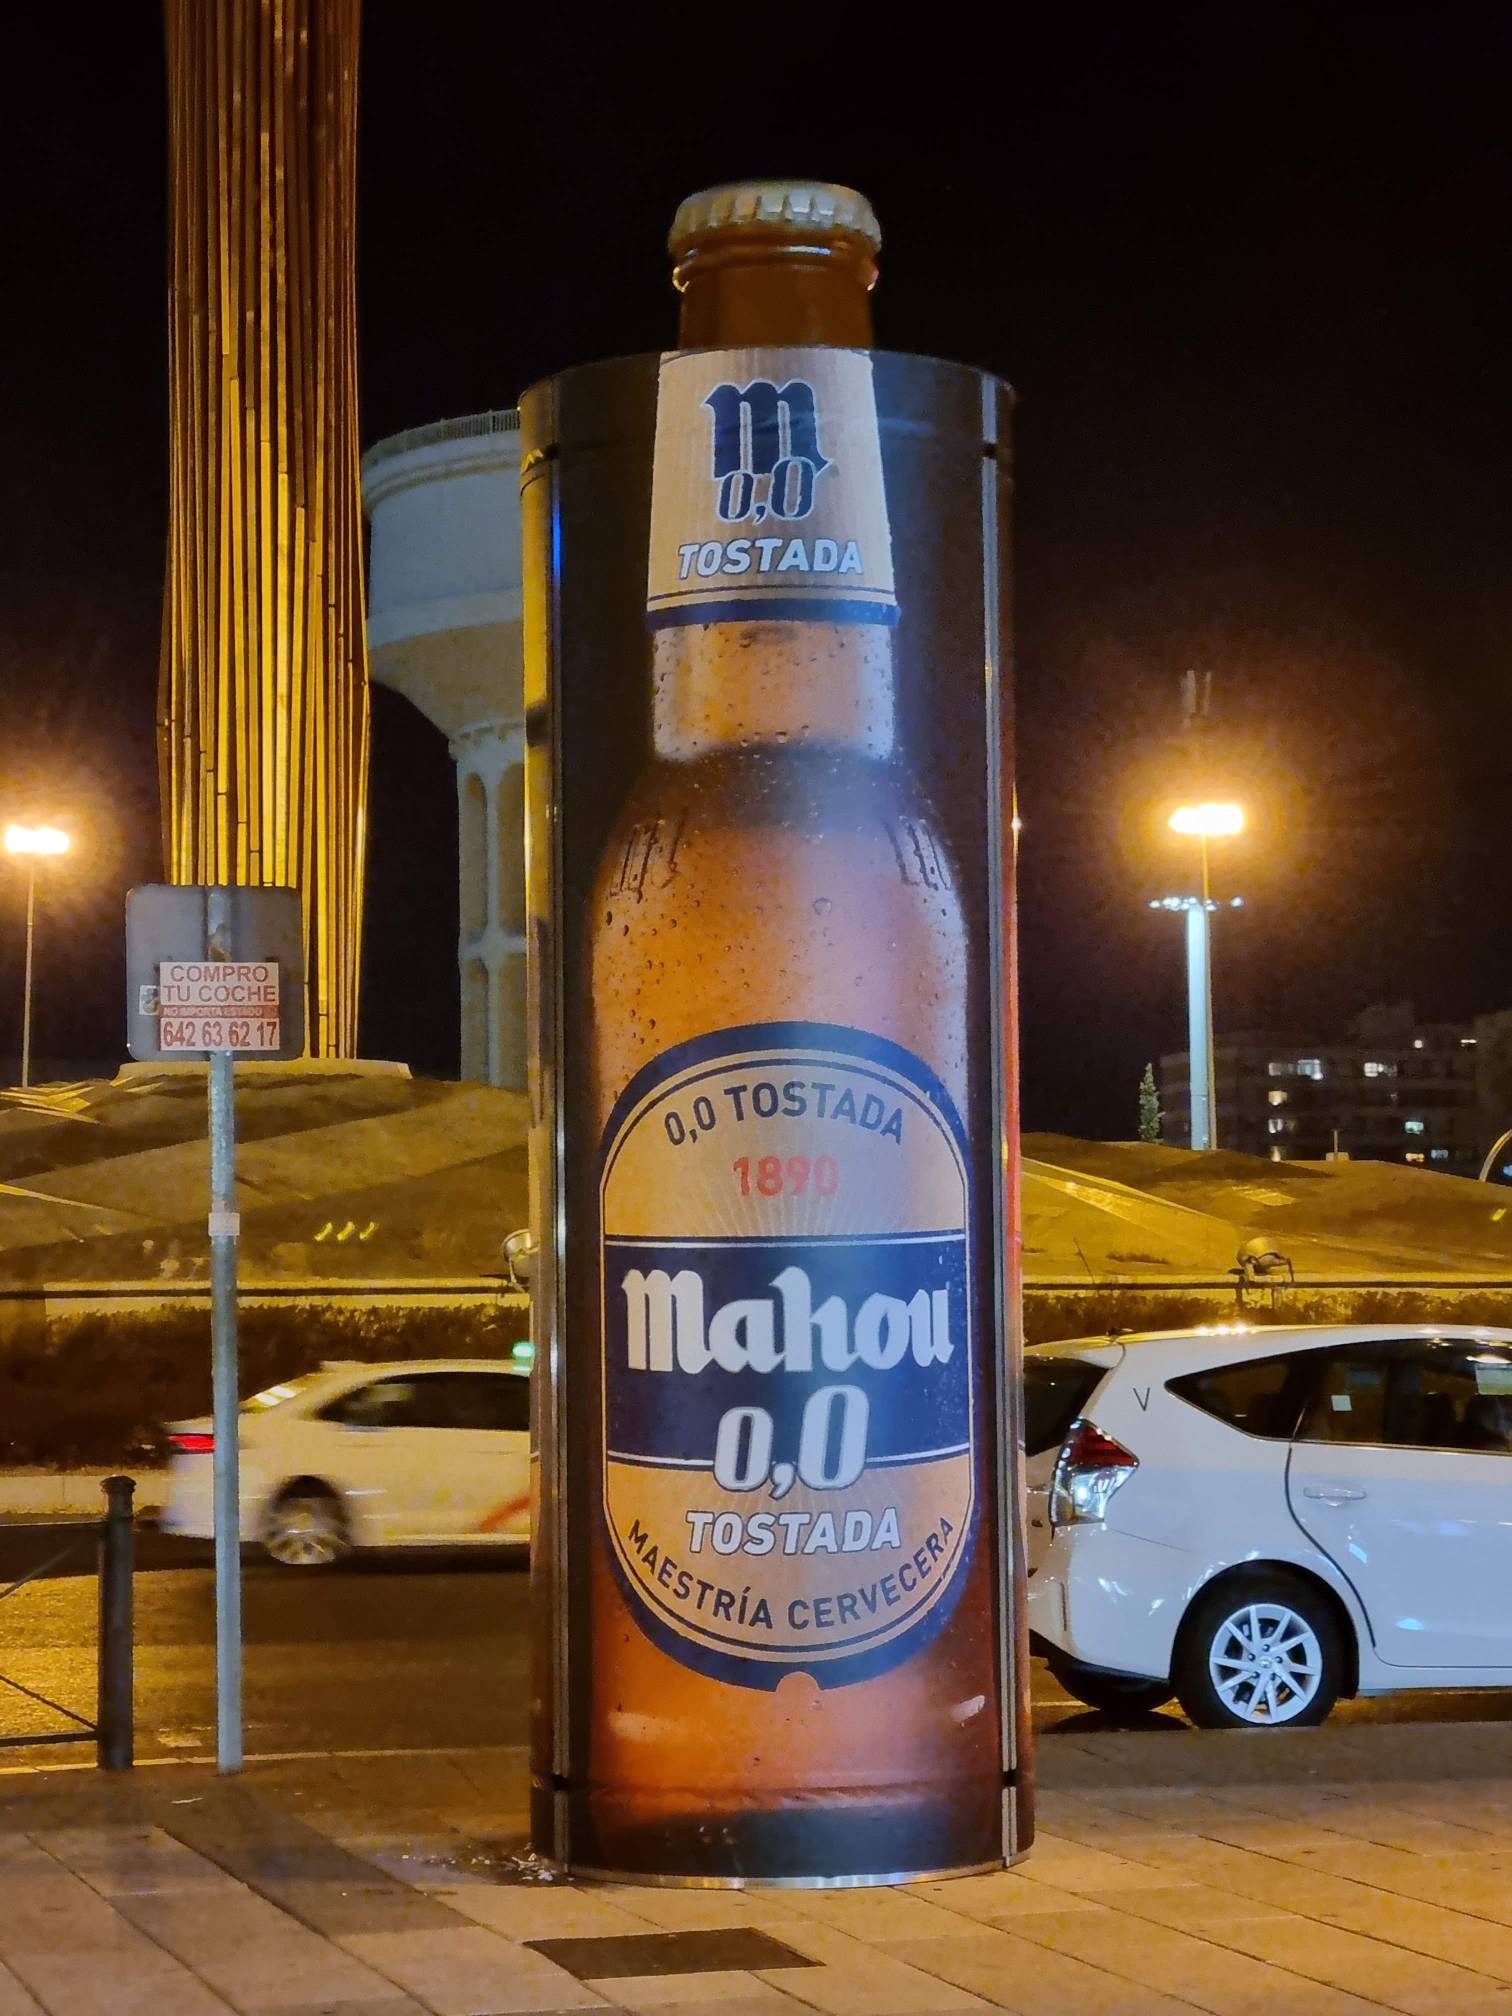 m
0,0
TOSTADA
COMPRO
TU COCHE
NO IMPORTA ESTADO
642 63 62 17
0,0 TOSTADA
1890
Mahou
0,0
TOSTADA
MAESTRÍA CERVECERA
V